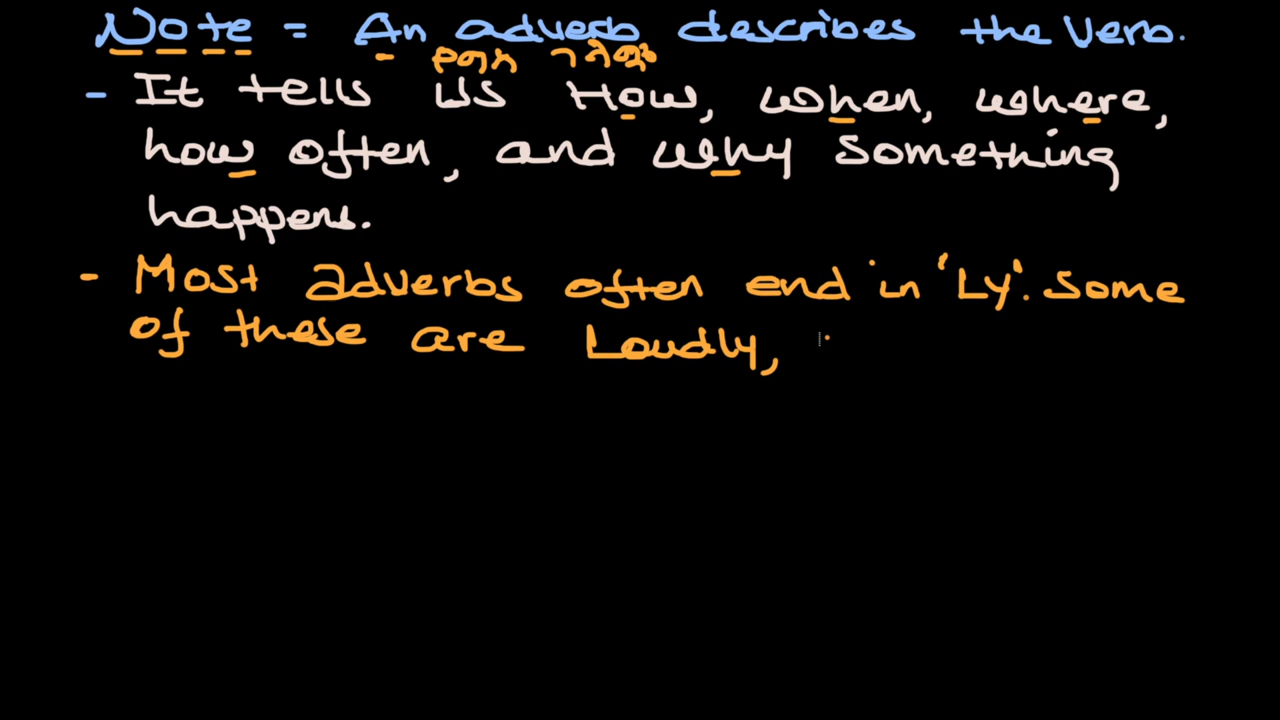 Note = An adverb describes the Verb.
- It tells us How, when, where,
how often, and why something
happens.
- Most adverbs often end in 'Ly'. Some
of these are Loudly,